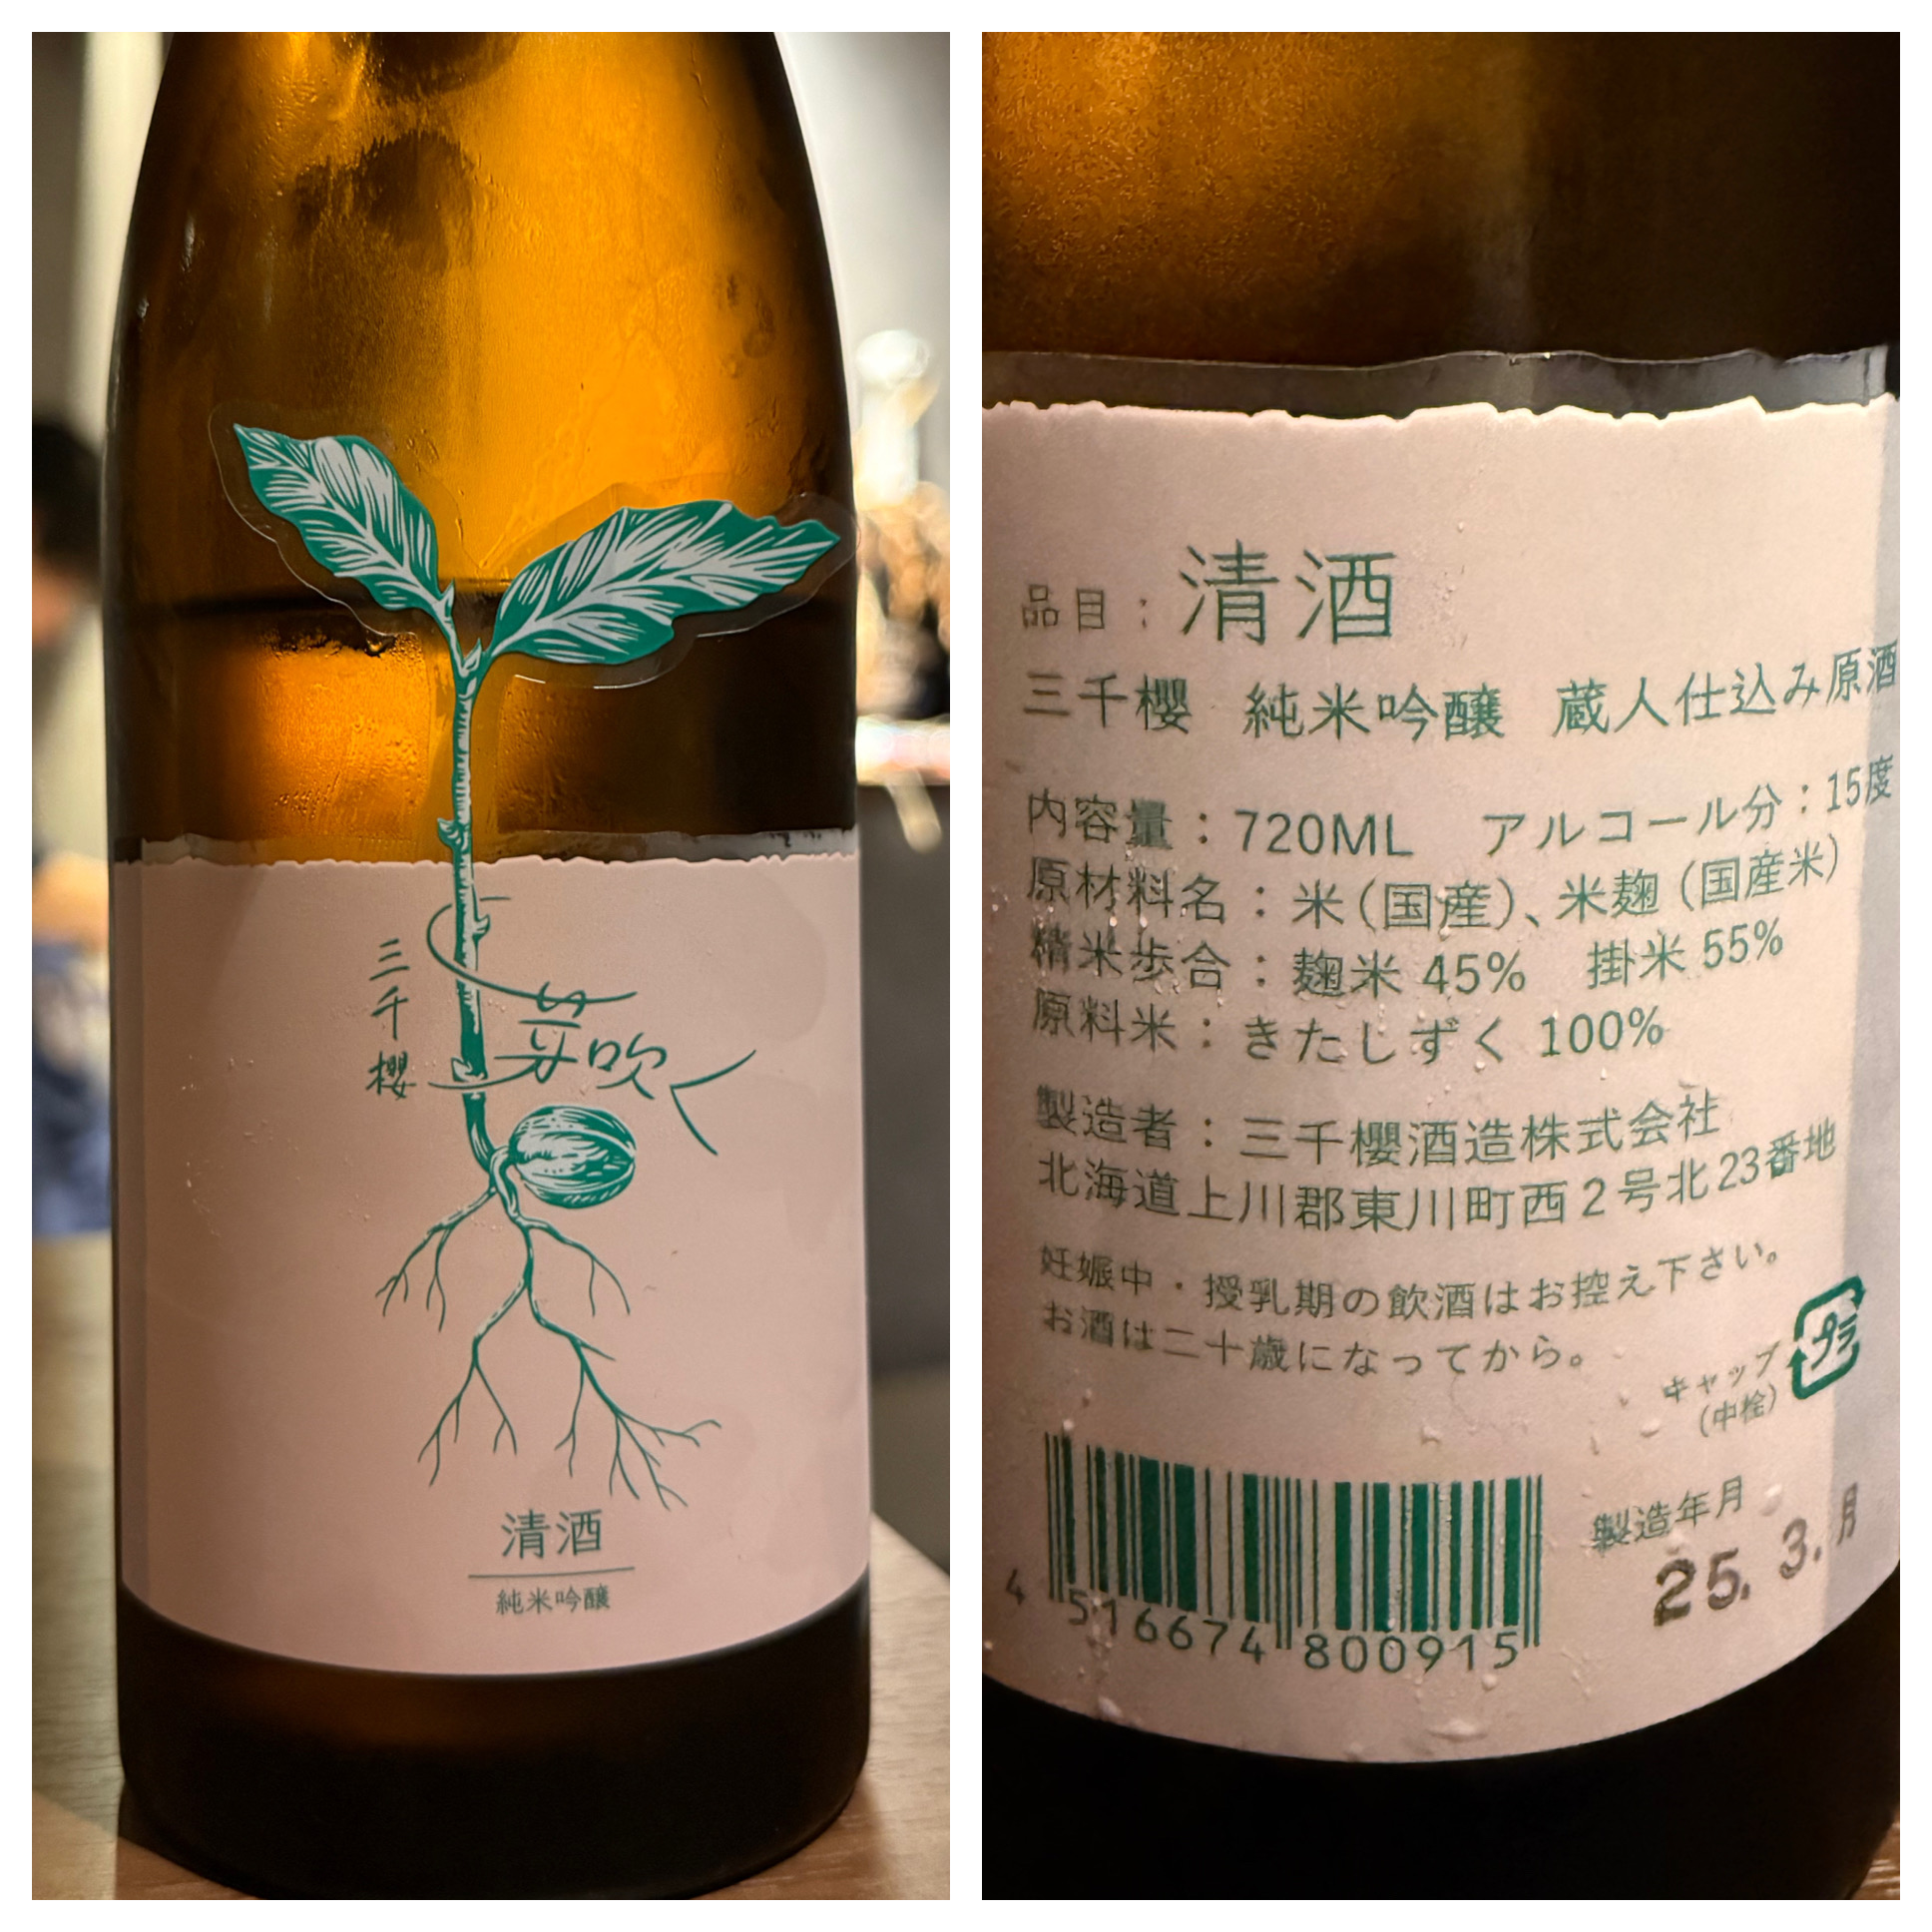 三千櫻
芽吹く
清酒
純米吟醸
品目：清酒
三千櫻 純米吟醸 蔵人仕込み原酒
内容量：720ML アルコール分：15度
原材料名：米（国産）、米麹（国産米）
精米歩合：麹米 45% 掛米 55%
原料米：きたしずく 100%
製造者：三千櫻酒造株式会社
北海道上川郡東川町西2号北23番地
妊娠中・授乳期の飲酒はお控え下さい。
お酒は二十歳になってから。
キャップ
（中栓）
プラ
4 516674 800915
製造年月
25. 3. 月